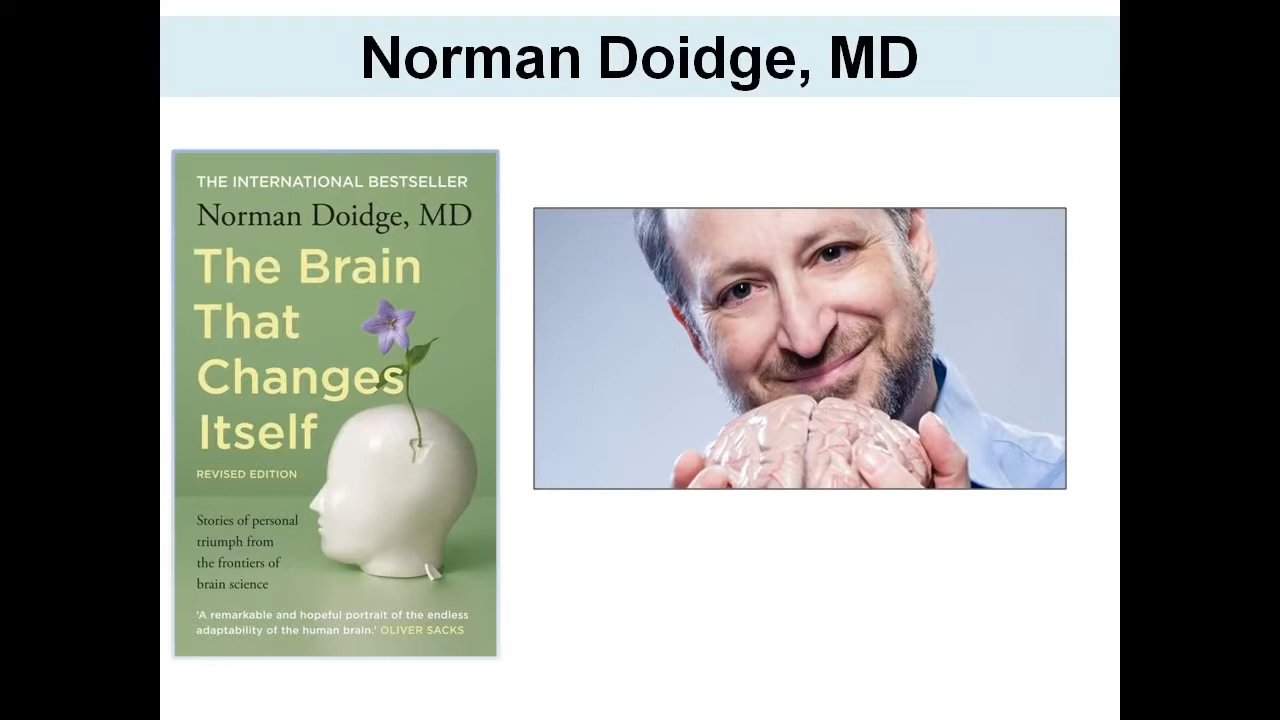 Norman Doidge, MD
THE INTERNATIONAL BESTSELLER
Norman Doidge, MD
The Brain
That
Changes
Itself
REVISED EDITION
Stories of personal
triumph from
the frontiers of
brain science
'A remarkable and hopeful portrait of the endless
adaptability of the human brain.' OLIVER SACKS